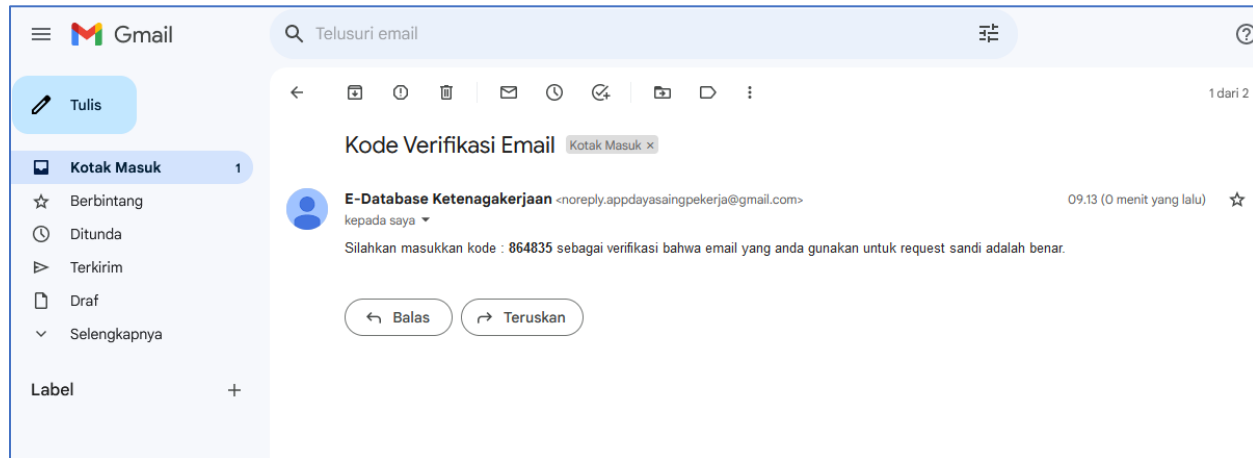 Gmail
Telusuri email
Tulis
1 dari 2
Kode Verifikasi Email Kotak Masuk ×
Kotak Masuk 1
E-Database Ketenagakerjaan <noreply.appdayasaingpekerja@gmail.com> 09.13 (0 menit yang lalu)
Berbintang
kepada saya
Ditunda
Silahkan masukkan kode : 864835 sebagai verifikasi bahwa email yang anda gunakan untuk request sandi adalah benar.
Terkirim
Draf
Balas Teruskan
Selengkapnya
Label +